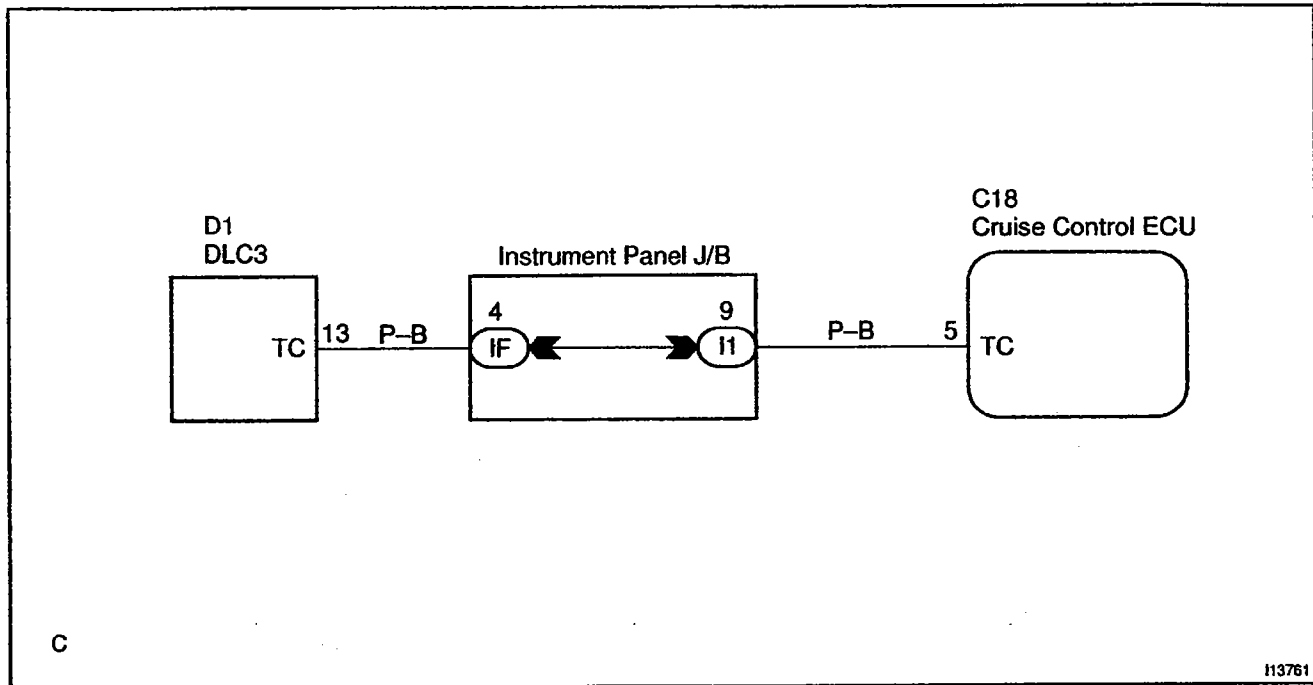 D1
DLC3
TC
13
P–B
Instrument Panel J/B
4
IF
9
I1
P–B
C18
Cruise Control ECU
5
TC
C
I13761